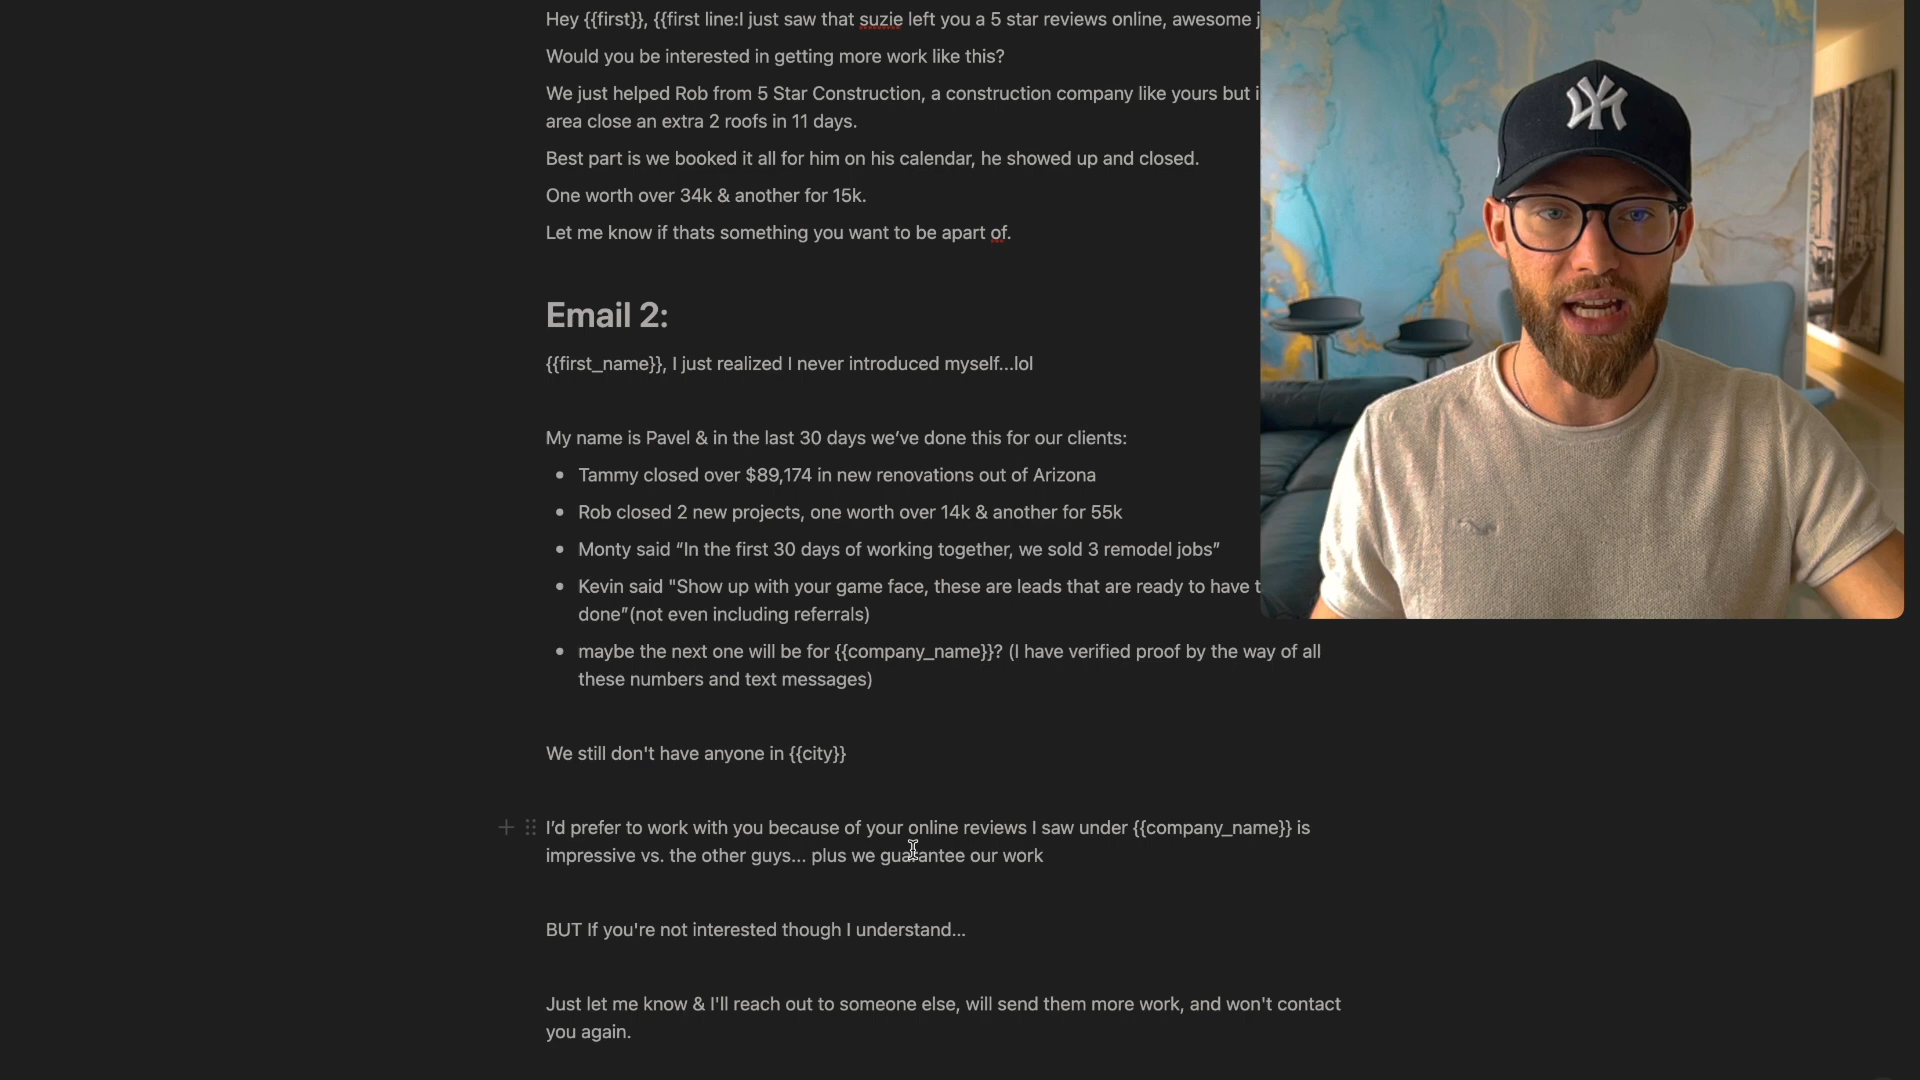 Hey {{first}}, {{first line:I just saw that suzie left you a 5 star reviews online, awesome
Would you be interested in getting more work like this?
We just helped Rob from 5 Star Construction, a construction company like yours but
area close an extra 2 roofs in 11 days.
Best part is we booked it all for him on his calendar, he showed up and closed.
One worth over 34k & another for 15k.
Let me know if thats something you want to be apart of.
Email 2:
{{first_name}}, I just realized I never introduced myself...lol
My name is Pavel & in the last 30 days we’ve done this for our clients:
• Tammy closed over $89,174 in new renovations out of Arizona
• Rob closed 2 new projects, one worth over 14k & another for 55k
• Monty said “In the first 30 days of working together, we sold 3 remodel jobs”
• Kevin said "Show up with your game face, these are leads that are ready to have
done”(not even including referrals)
• maybe the next one will be for {{company_name}}? (I have verified proof by the way of all
these numbers and text messages)
We still don't have anyone in {{city}}
I’d prefer to work with you because of your online reviews I saw under {{company_name}} is
impressive vs. the other guys... plus we guarantee our work
BUT If you're not interested though I understand...
Just let me know & I'll reach out to someone else, will send them more work, and won't contact
you again.